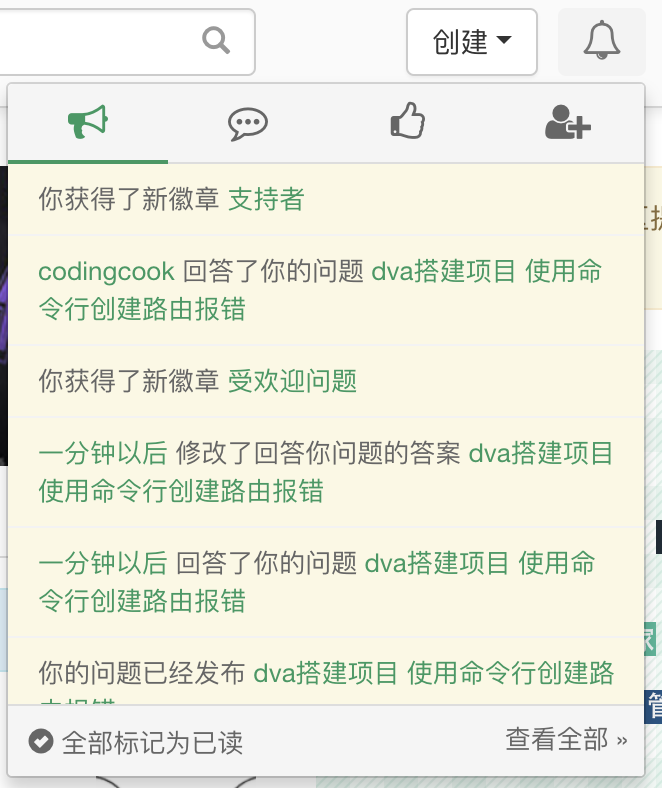 创建
你获得了新徽章 支持者
codingcook 回答了你的问题 dva搭建项目 使用命
令行创建路由报错
你获得了新徽章 受欢迎问题
一分钟以后 修改了回答你问题的答案 dva搭建项目
使用命令行创建路由报错
一分钟以后 回答了你的问题 dva搭建项目 使用命
令行创建路由报错
你的问题已经发布 dva搭建项目 使用命令行创建路
由报错
全部标记为已读
查看全部 »